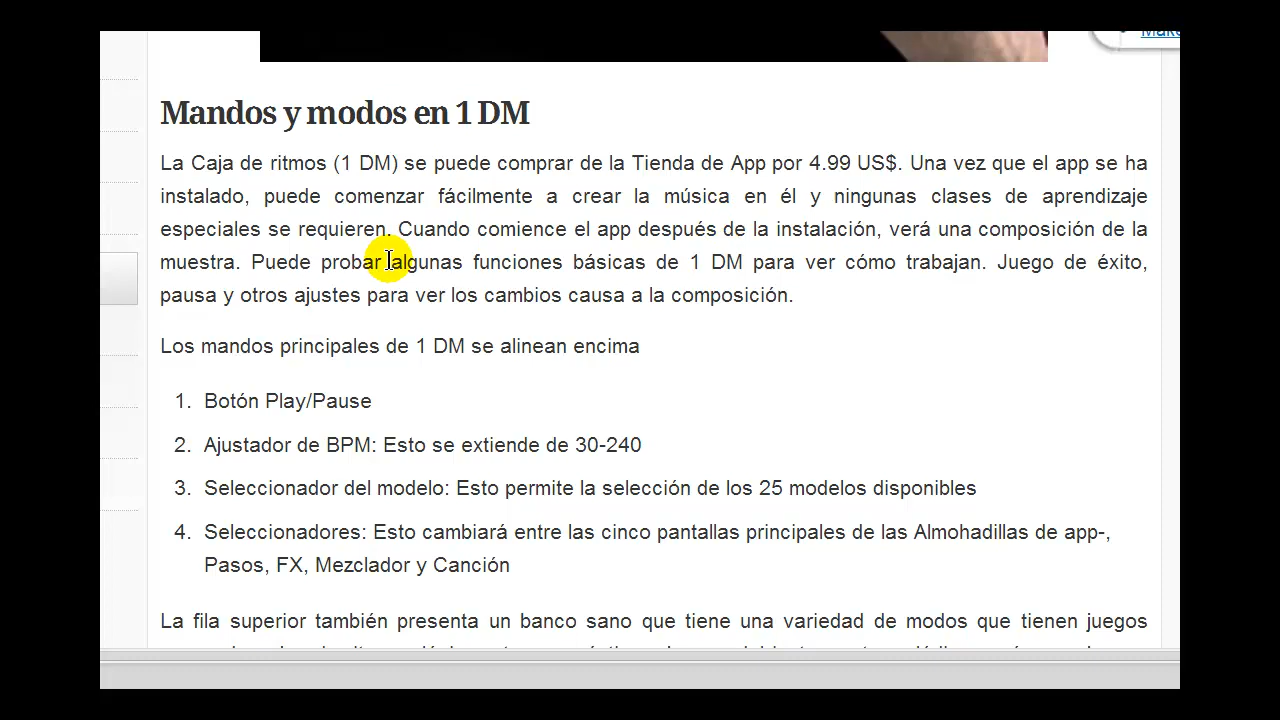 Make
Mandos y modos en 1 DM
La Caja de ritmos (1 DM) se puede comprar de la Tienda de App por 4.99 US$. Una vez que el app se ha
instalado, puede comenzar fácilmente a crear la música en él y ningunas clases de aprendizaje
especiales se requieren. Cuando comience el app después de la instalación, verá una composición de la
muestra. Puede probar algunas funciones básicas de 1 DM para ver cómo trabajan. Juego de éxito,
pausa y otros ajustes para ver los cambios causa a la composición.
Los mandos principales de 1 DM se alinean encima
1. Botón Play/Pause
2. Ajustador de BPM: Esto se extiende de 30-240
3. Seleccionador del modelo: Esto permite la selección de los 25 modelos disponibles
4. Seleccionadores: Esto cambiará entre las cinco pantallas principales de las Almohadillas de app-,
Pasos, FX, Mezclador y Canción
La fila superior también presenta un banco sano que tiene una variedad de modos que tienen juegos